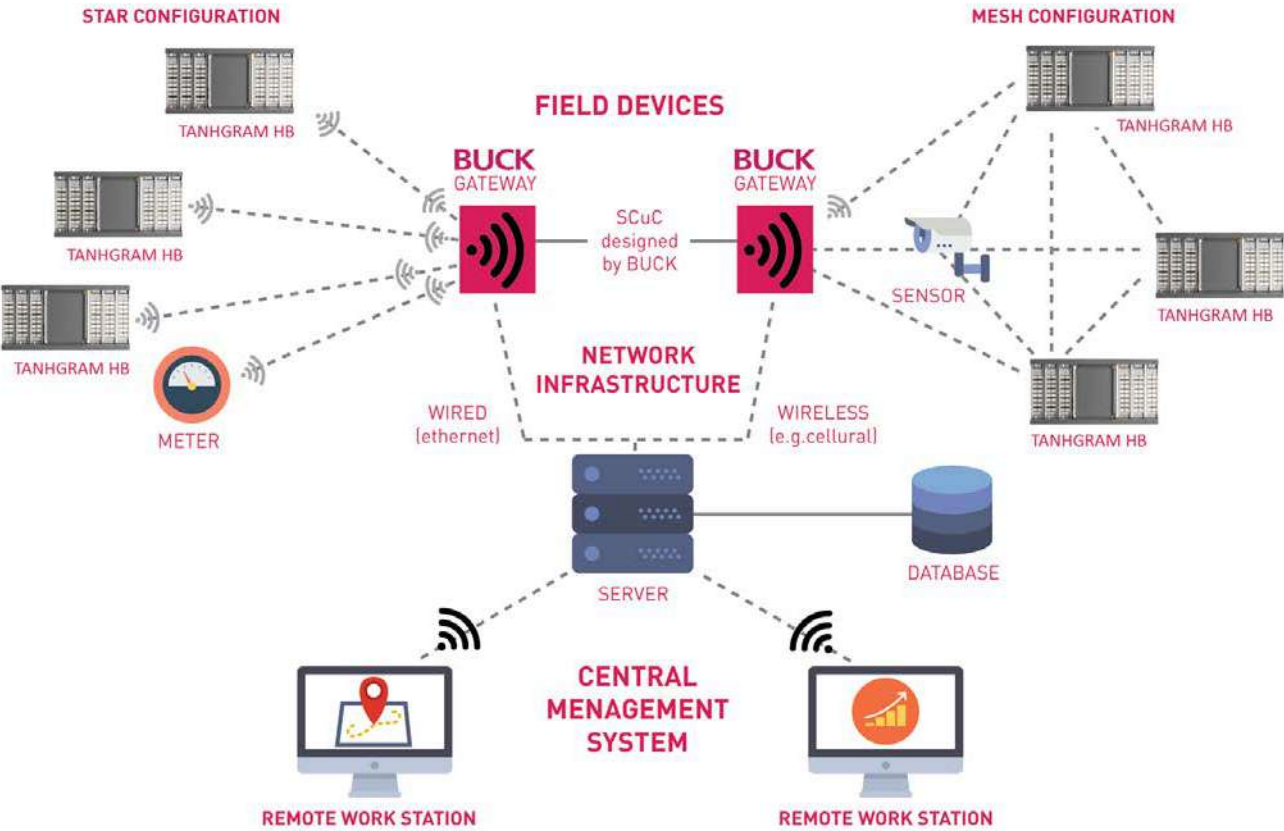 STAR CONFIGURATION
MESH CONFIGURATION
TANHGRAM HB
FIELD DEVICES
TANHGRAM HB
BUCK
GATEWAY
BUCK
GATEWAY
SCuC
designed
by BUCK
TANHGRAM HB
SENSOR
TANHGRAM HB
TANHGRAM HB
NETWORK
INFRASTRUCTURE
METER
WIRED
(ethernet)
WIRELESS
(e.g.cellural)
TANHGRAM HB
SERVER
DATABASE
CENTRAL
MENAGEMENT
SYSTEM
REMOTE WORK STATION
REMOTE WORK STATION